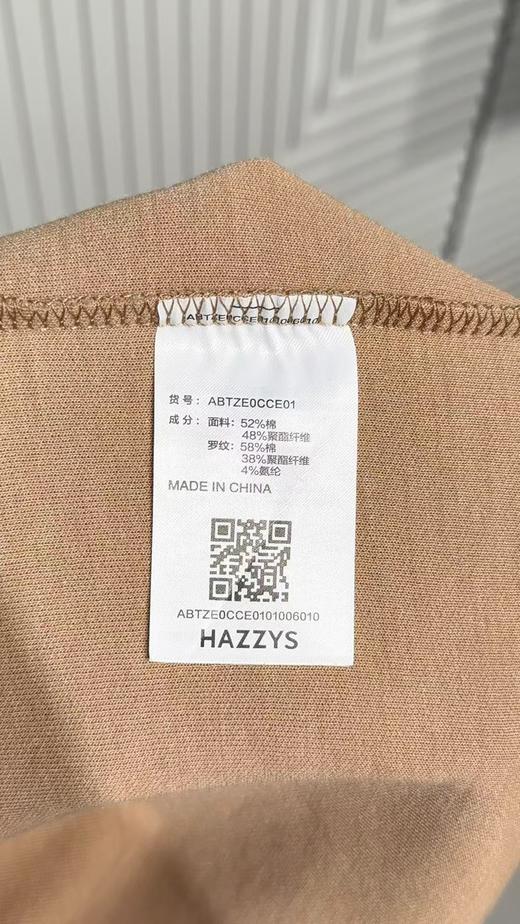 ABTZE0CCE0101006010
货号：ABTZE0CCE01
成分：面料：52%棉
48%聚酯纤维
罗纹：58%棉
38%聚酯纤维
4%氨纶
MADE IN CHINA
ABTZE0CCE0101006010
HAZZYS